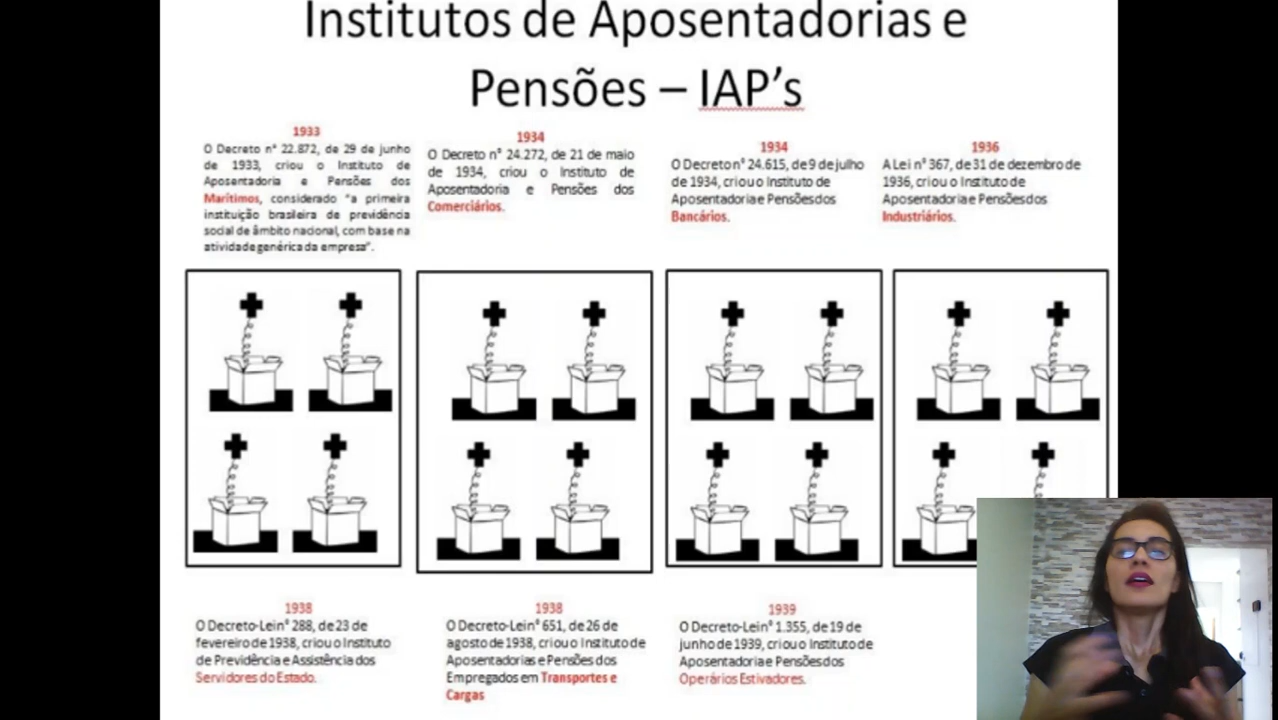 Institutos de Aposentadorias e
Pensões – IAP's
1933
O Decreto nº 22.872, de 29 de junho
de 1933, criou o Instituto de
Aposentadoria e Pensões dos
Marítimos, considerado "a primeira
instituição brasileira de previdência
social de âmbito nacional, com base na
atividade genérica da empresa".
1934
O Decreto nº 24.272, de 21 de maio
de 1934, criou o Instituto de
Aposentadoria e Pensões dos
Comerciários.
1934
O Decreto nº 24.615, de 9 de julho
de 1934, criou o Instituto de
Aposentadoria e Pensões dos
Bancários.
1936
A Lei nº 367, de 31 de dezembro de
1936, criou o Instituto de
Aposentadoria e Pensões dos
Industriários.
1938
O Decreto-Lei nº 288, de 23 de
fevereiro de 1938, criou o Instituto
de Previdência e Assistência dos
Servidores do Estado.
1938
O Decreto-Lei nº 651, de 26 de
agosto de 1938, criou o Instituto de
Aposentadorias e Pensões dos
Empregados em Transportes e
Cargas
1939
O Decreto-Lei nº 1.355, de 19 de
junho de 1939, criou o Instituto de
Aposentadoria e Pensões dos
Operários Estivadores.